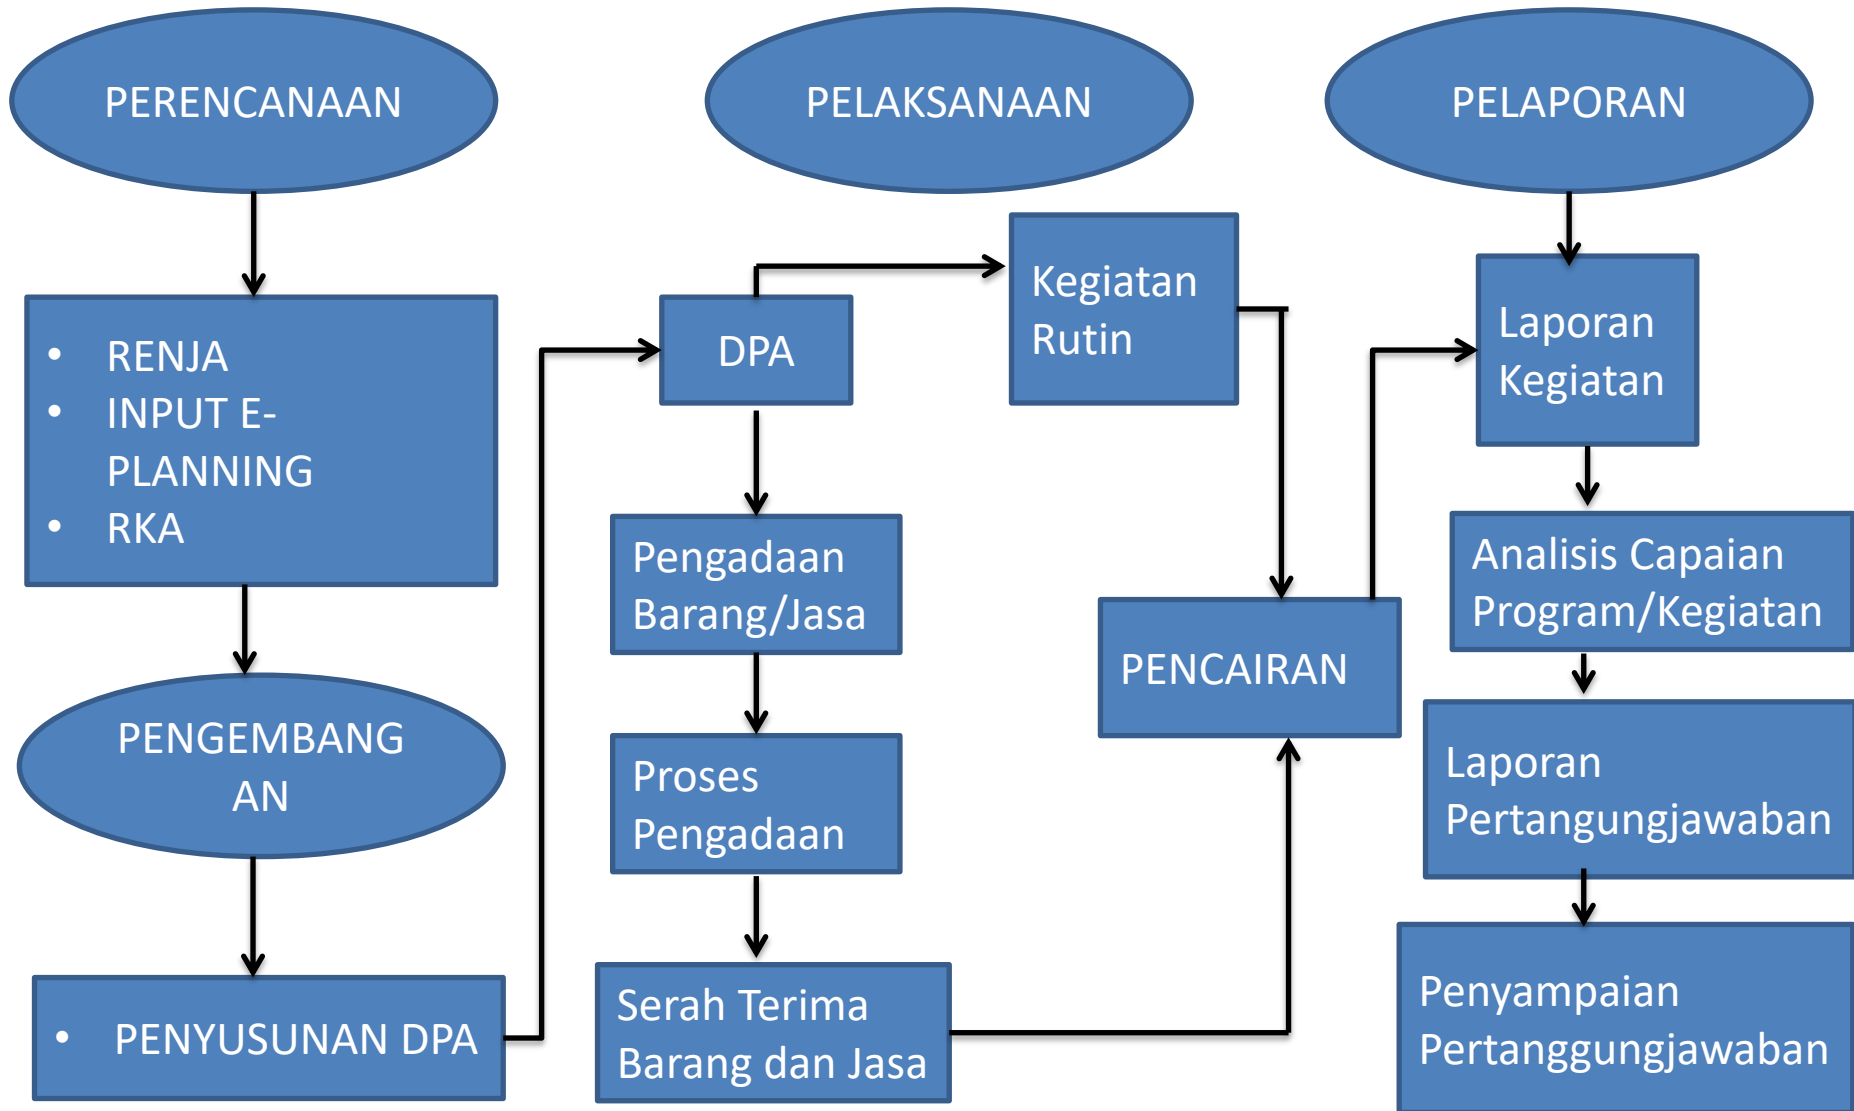 PERENCANAAN
• RENJA
• INPUT E-
PLANNING
• RKA
PENGEMBANG
AN
• PENYUSUNAN DPA
PELAKSANAAN
DPA
Kegiatan
Rutin
Pengadaan
Barang/Jasa
Proses
Pengadaan
Serah Terima
Barang dan Jasa
PENCAIRAN
PELAPORAN
Laporan
Kegiatan
Analisis Capaian
Program/Kegiatan
Laporan
Pertangungjawaban
Penyampaian
Pertanggungjawaban